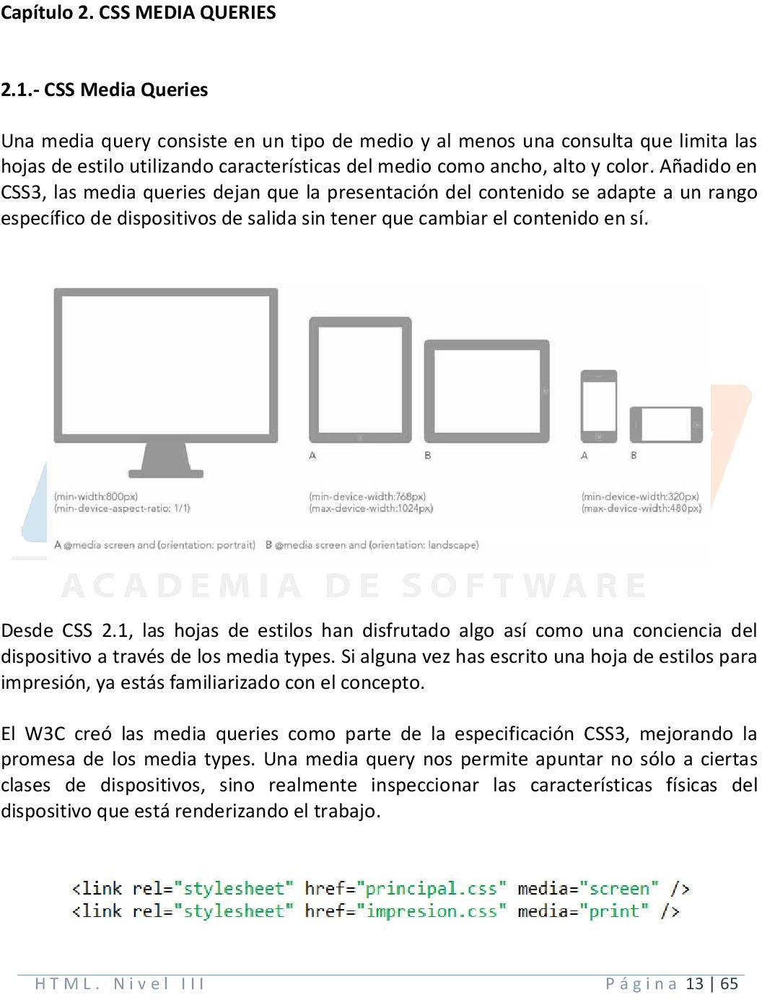 Capítulo 2. CSS MEDIA QUERIES
2.1.- CSS Media Queries
Una media query consiste en un tipo de medio y al menos una consulta que limita las
hojas de estilo utilizando características del medio como ancho, alto y color. Añadido en
CSS3, las media queries dejan que la presentación del contenido se adapte a un rango
específico de dispositivos de salida sin tener que cambiar el contenido en sí.
A B A B
(min-width:800px) (min-device-width:768px) (min-device-width:320px)
(min-device-aspect-ratio: 1/1) (max-device-width:1024px) (max-device-width:480px)
A @media screen and (orientation: portrait) B @media screen and (orientation: landscape)
ACADEMIA DE SOFTWARE
Desde CSS 2.1, las hojas de estilos han disfrutado algo así como una conciencia del
dispositivo a través de los media types. Si alguna vez has escrito una hoja de estilos para
impresión, ya estás familiarizado con el concepto.
El W3C creó las media queries como parte de la especificación CSS3, mejorando la
promesa de los media types. Una media query nos permite apuntar no sólo a ciertas
clases de dispositivos, sino realmente inspeccionar las características físicas del
dispositivo que está renderizando el trabajo.
<link rel="stylesheet" href="principal.css" media="screen" />
<link rel="stylesheet" href="impresion.css" media="print" />
HTML. Nivel III Página 13 | 65